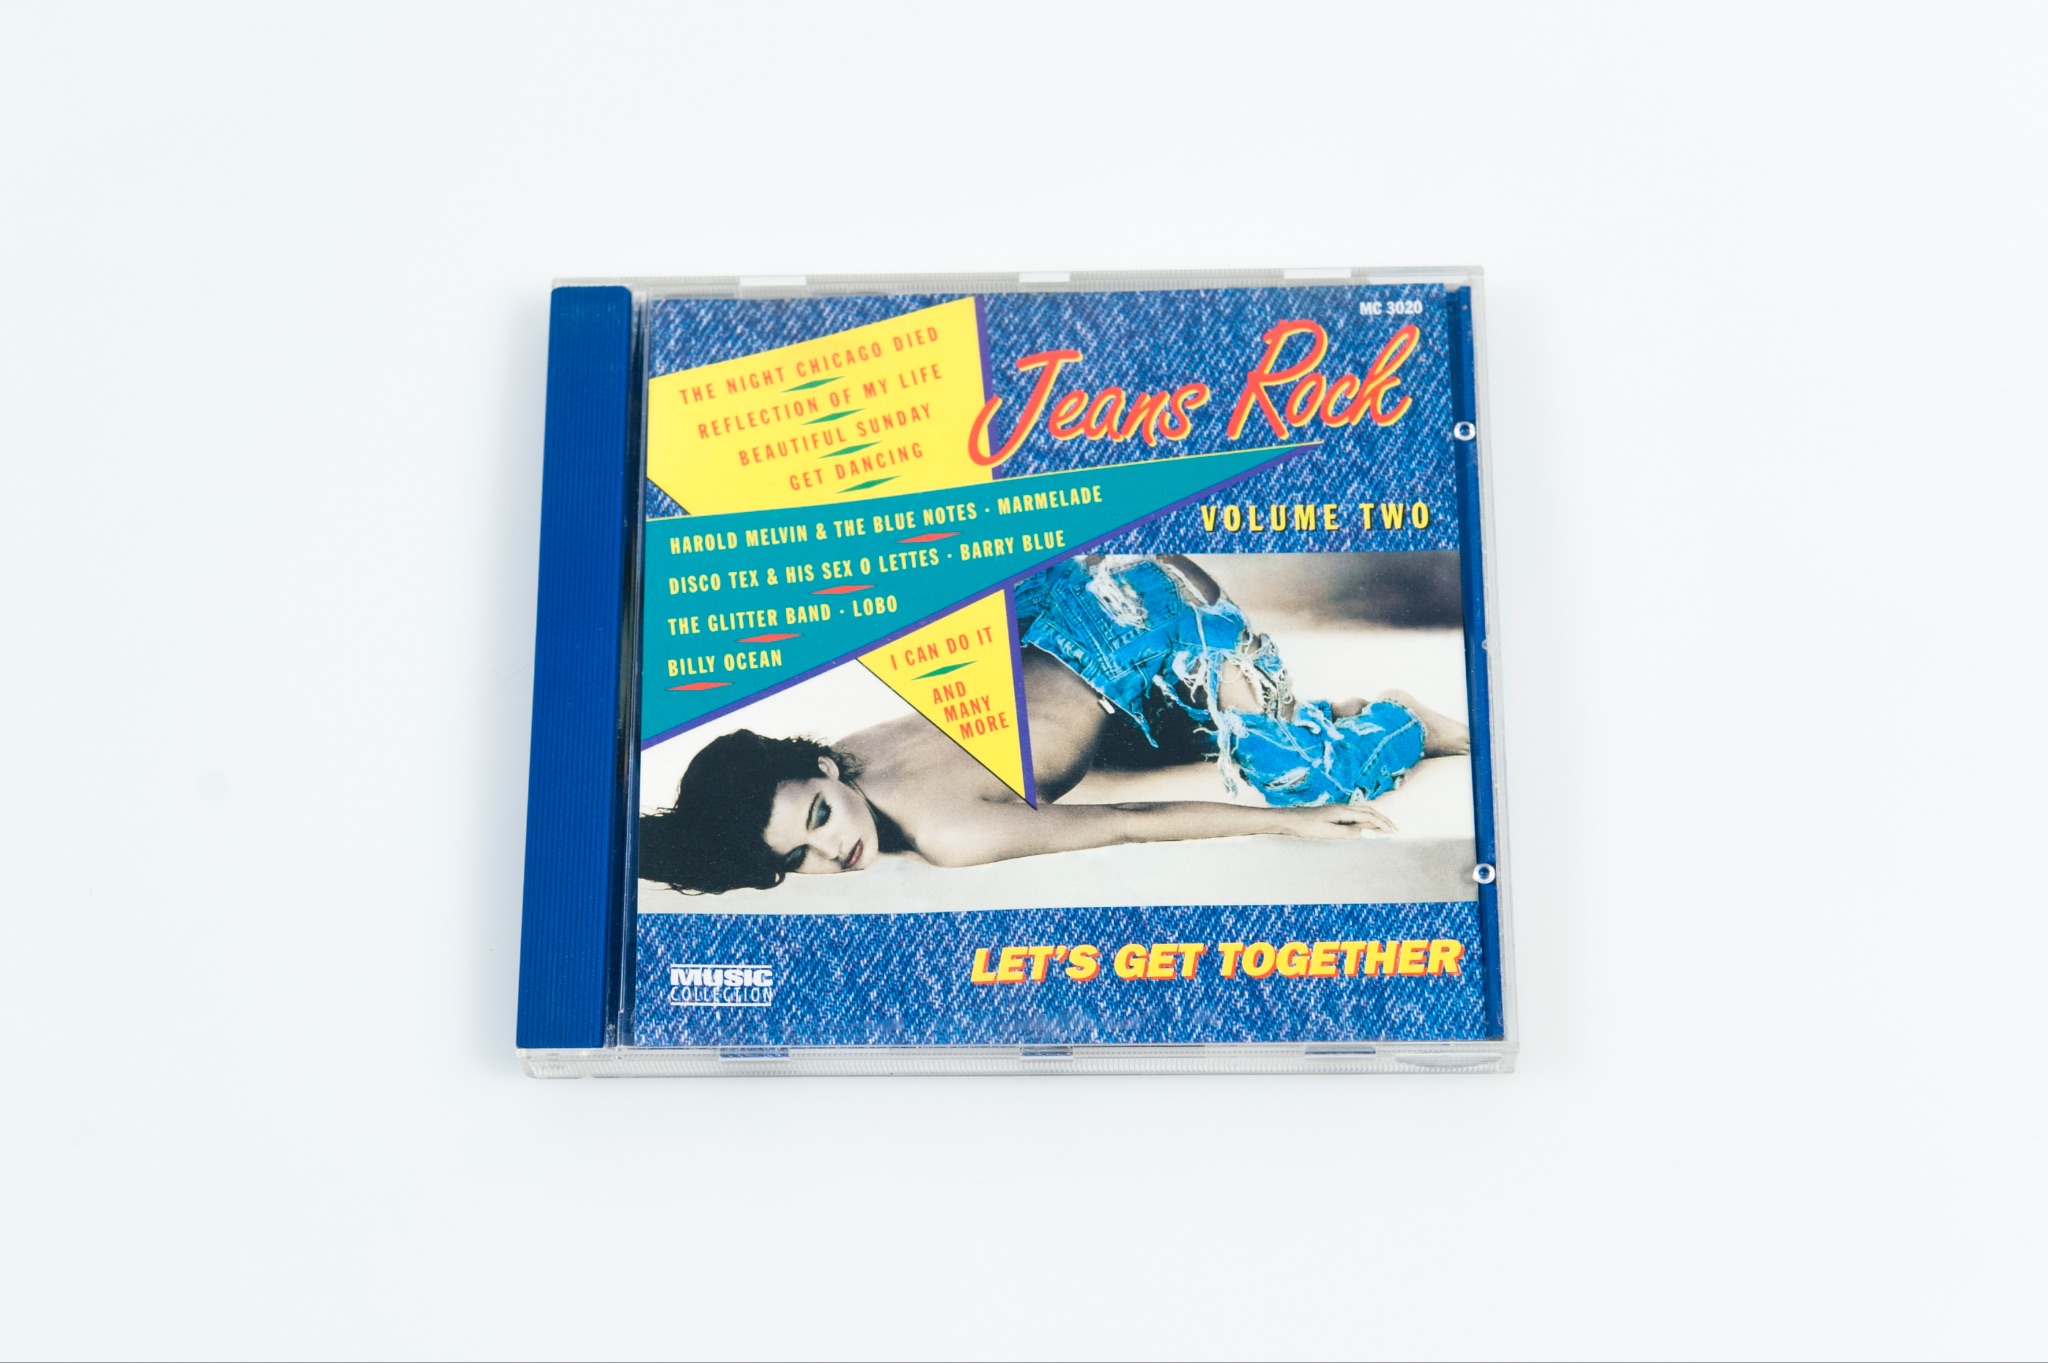 MC 3020
THE NIGHT CHICAGO DIED
REFLECTION OF MY LIFE
BEAUTIFUL SUNDAY
GET DANCING
Jeans Rock
HAROLD MELVIN & THE BLUE NOTES · MARMELADE
DISCO TEX & HIS SEX O LETTES · BARRY BLUE
THE GLITTER BAND · LOBO
BILLY OCEAN
VOLUME TWO
I CAN DO IT
AND
MANY
MORE
LET'S GET TOGETHER
MUSIC
COLLECTION